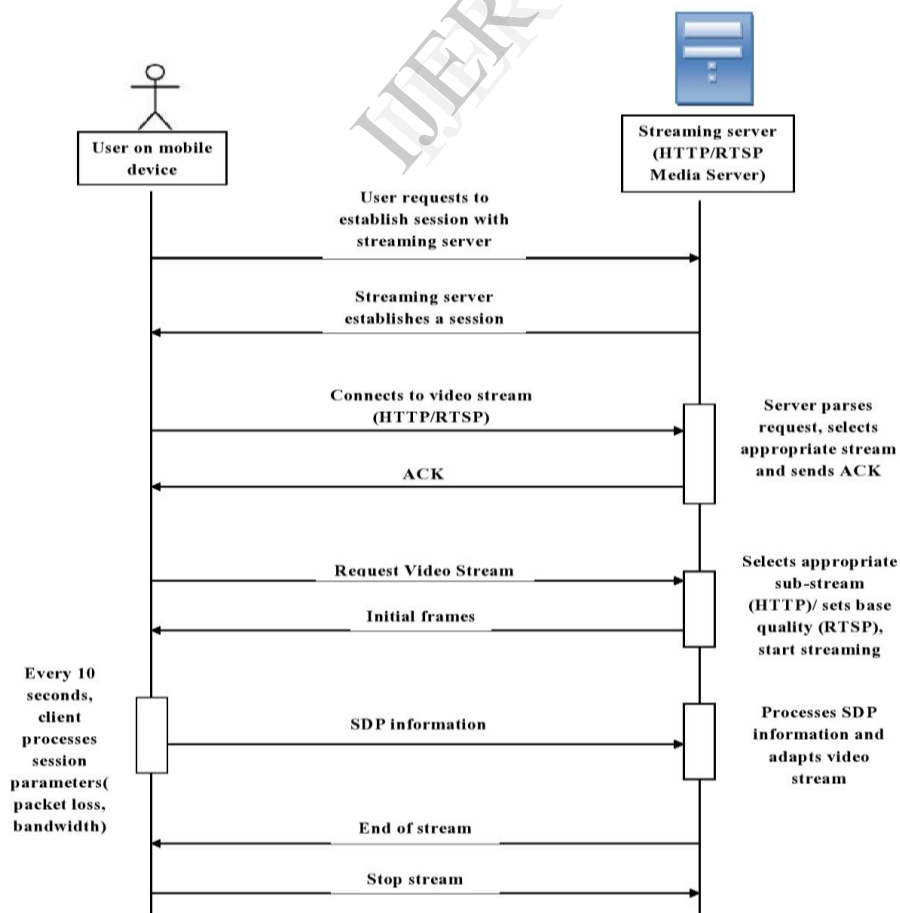 IJERT
User on mobile
device
Streaming server
(HTTP/RTSP
Media Server)
User requests to
establish session with
streaming server
Streaming server
establishes a session
Connects to video stream
(HTTP/RTSP)
Server parses
request, selects
appropriate stream
and sends ACK
ACK
Request Video Stream
Selects appropriate
sub-stream
(HTTP)/ sets base
quality (RTSP),
start streaming
Initial frames
Every 10
seconds,
client
processes
session
parameters(
packet loss,
bandwidth)
SDP information
Processes SDP
information and
adapts video
stream
End of stream
Stop stream